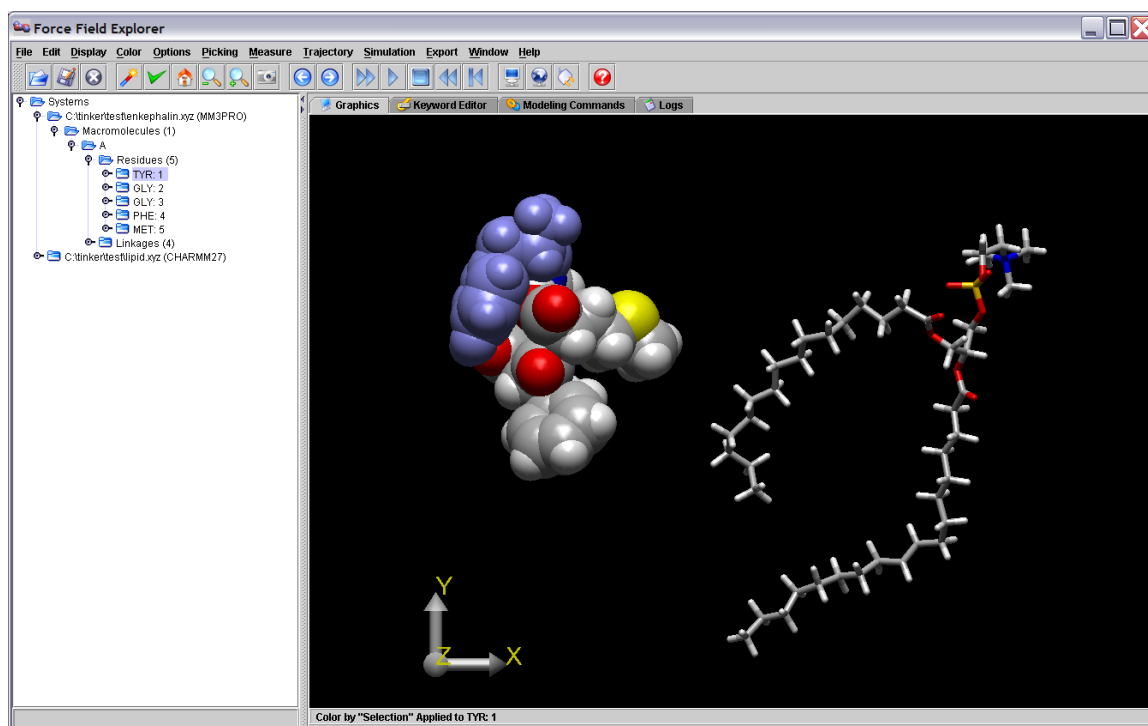 Force Field Explorer
File Edit Display Color Options Picking Measure Trajectory Simulation Export Window Help
Graphics Keyword Editor Modeling Commands Logs
Systems
C:\tinker\test\enkephalin.xyz (MM3PRO)
Macromolecules (1)
A
Residues (5)
TYR: 1
GLY: 2
GLY: 3
PHE: 4
MET: 5
Linkages (4)
C:\tinker\test\lipid.xyz (CHARMM27)
Y
Z
X
Color by "Selection" Applied to TYR: 1